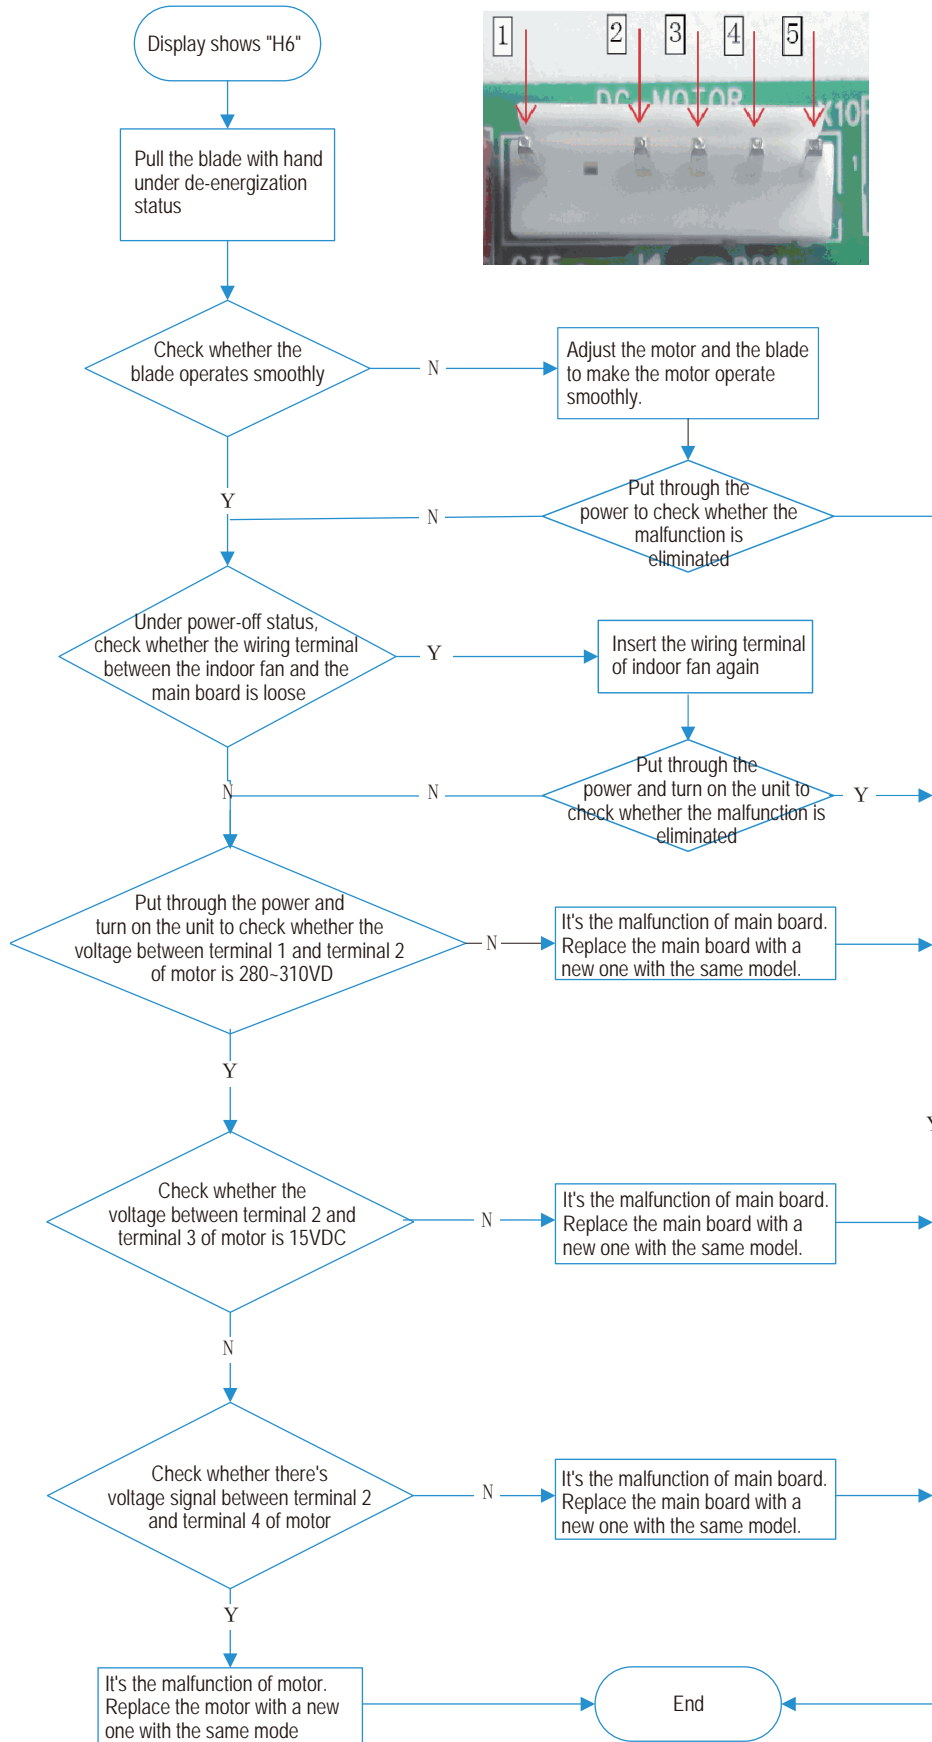 Display shows "H6"
1 2 3 4 5
DC-MOTOR
1
Pull the blade with hand
under de-energization
status
Check whether the
blade operates smoothly
N
Adjust the motor and the blade
to make the motor operate
smoothly.
Y
N
Put through the
power to check whether the
malfunction is
eliminated
Under power-off status,
check whether the wiring terminal
between the indoor fan and the
main board is loose
Y
Insert the wiring terminal
of indoor fan again
N
N
Put through the
power and turn on the unit to
check whether the malfunction is
eliminated
Y
Put through the power and
turn on the unit to check whether the
voltage between terminal 1 and terminal 2
of motor is 280~310VD
N
It's the malfunction of main board.
Replace the main board with a
new one with the same model.
Y
Y
Check whether the
voltage between terminal 2 and
terminal 3 of motor is 15VDC
N
It's the malfunction of main board.
Replace the main board with a
new one with the same model.
N
Check whether there's
voltage signal between terminal 2
and terminal 4 of motor
N
It's the malfunction of main board.
Replace the main board with a
new one with the same model.
Y
It's the malfunction of motor.
Replace the motor with a new
one with the same mode
End